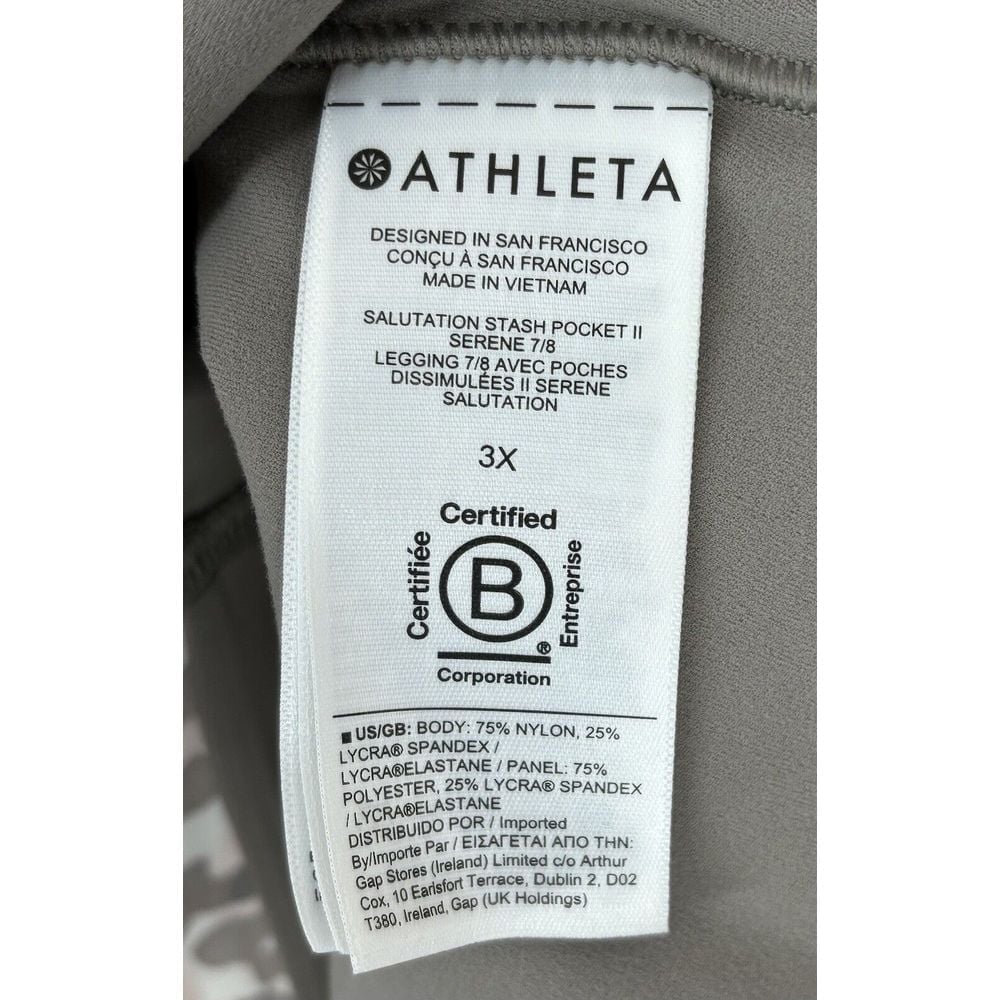 ATHLETA
DESIGNED IN SAN FRANCISCO
CONÇU À SAN FRANCISCO
MADE IN VIETNAM
SALUTATION STASH POCKET II
SERENE 7/8
LEGGING 7/8 AVEC POCHES
DISSIMULÉES II SERENE
SALUTATION
3X
Certified
Certifiée
B
®
Entreprise
Corporation
US/GB: BODY: 75% NYLON, 25%
LYCRA® SPANDEX /
LYCRA®ELASTANE / PANEL: 75%
POLYESTER, 25% LYCRA® SPANDEX
/ LYCRA®ELASTANE
DISTRIBUIDO POR / Imported
By/Importe Par / ΕΙΣΑΓΕΤΑΙ ΑΠΟ ΤΗΝ:
Gap Stores (Ireland) Limited c/o Arthur
Cox, 10 Earlsfort Terrace, Dublin 2, D02
T380, Ireland, Gap (UK Holdings)